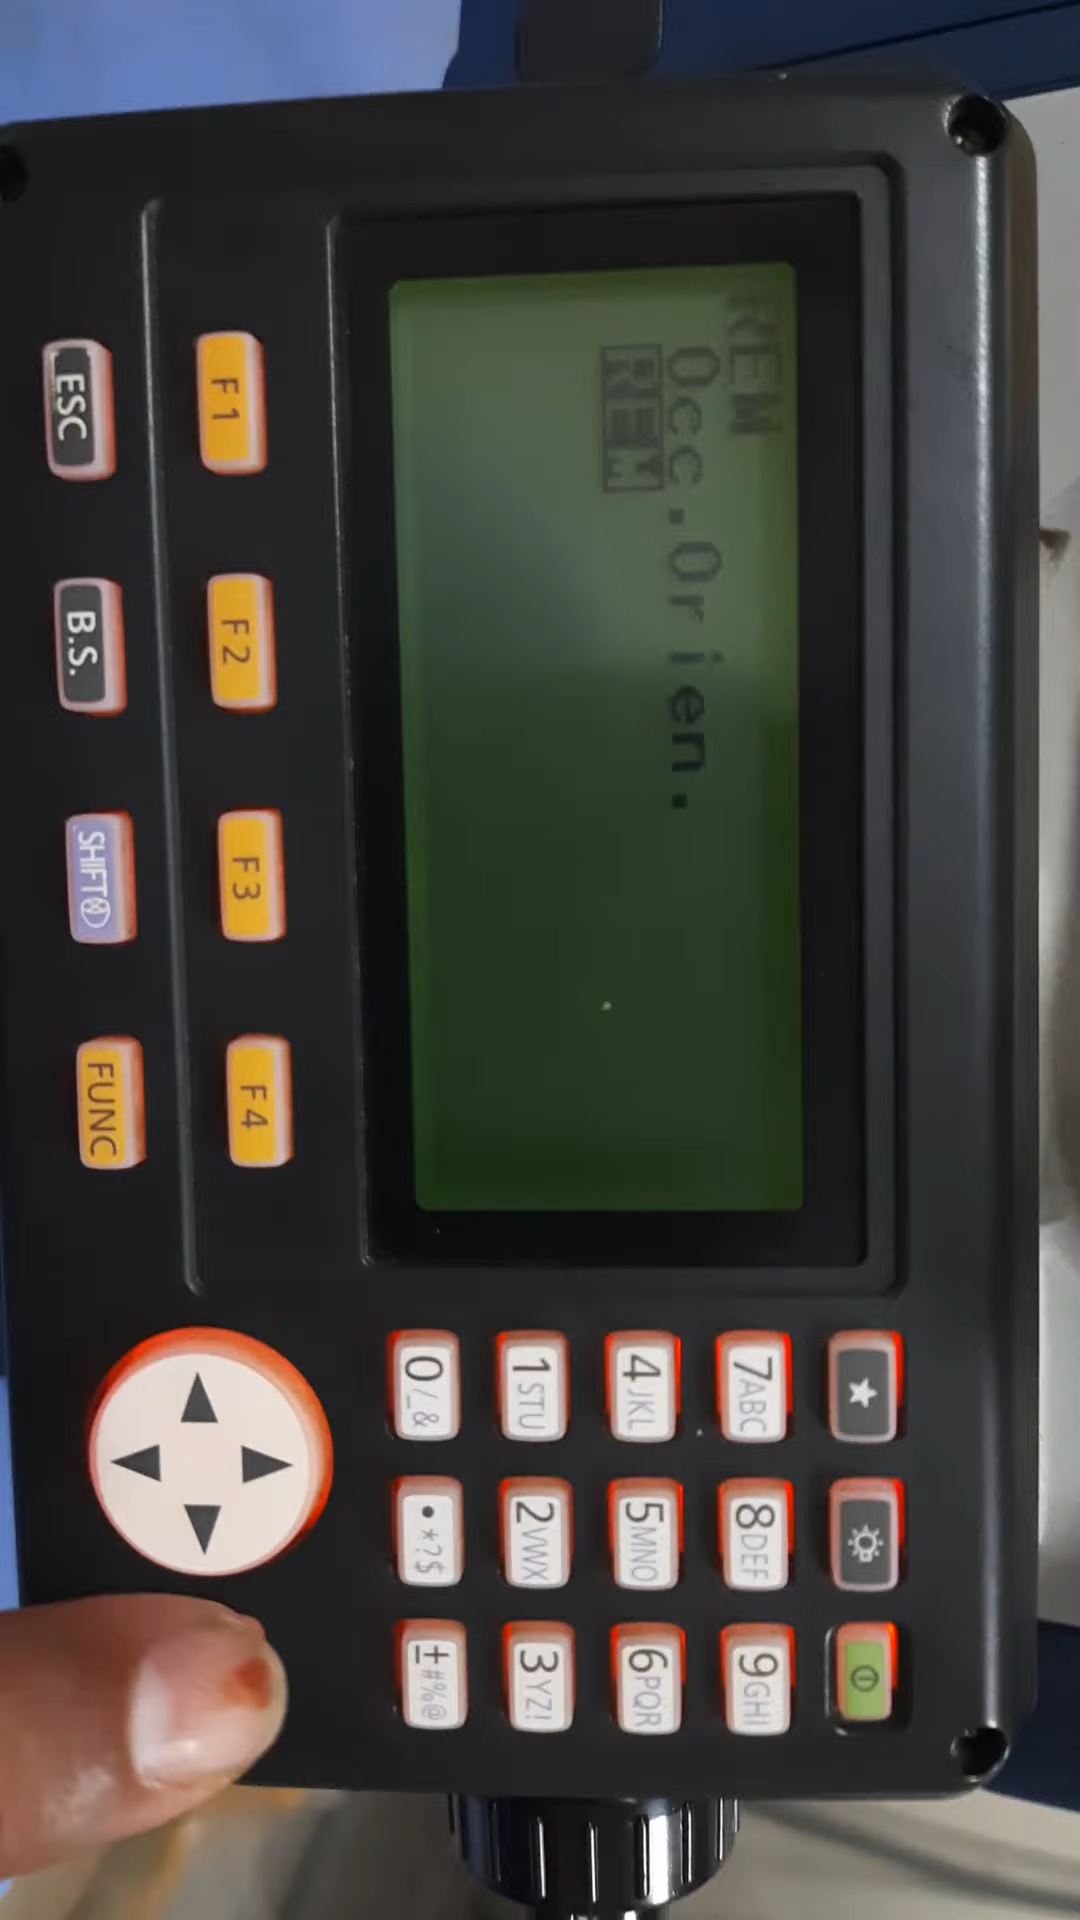 REM
Occ.Orien.
REM
F1
F2
F3
F4
ESC
B.S.
SHIFT
FUNC
★
7ABC
8DEF
9GHI
4JKL
5MNO
6PQR
1STU
2VWX
3YZ!
0/_&
•*?$
±#%@